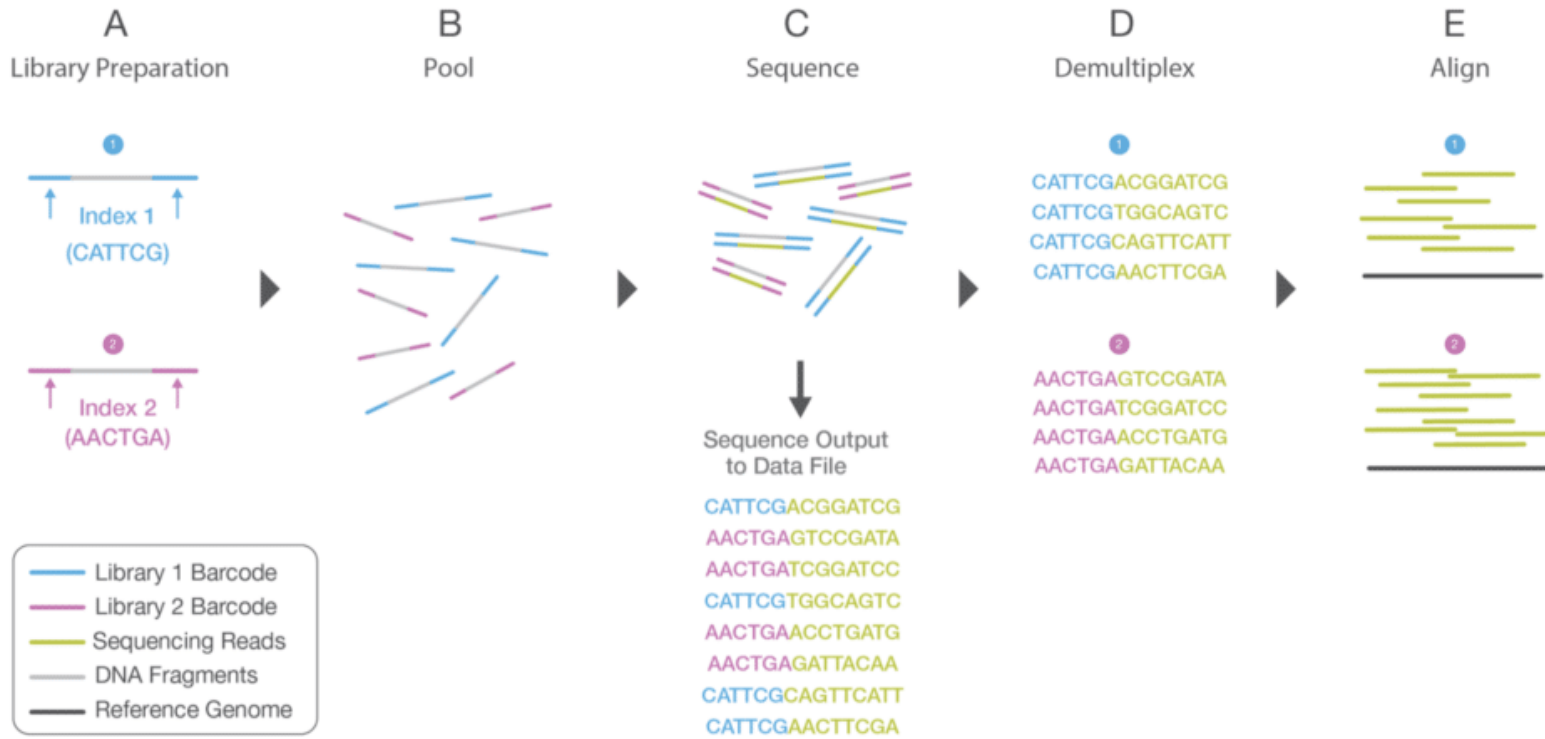 A
Library Preparation
1
Index 1
(CATTCG)
2
Index 2
(AACTGA)
Library 1 Barcode
Library 2 Barcode
Sequencing Reads
DNA Fragments
Reference Genome
B
Pool
C
Sequence
Sequence Output
to Data File
CATTCGACGGATCG
AACTGAGTCCGATA
AACTGATCGGATCC
CATTCGTGGCAGTC
AACTGAACCTGATG
AACTGAGATTACAA
CATTCGCAGTTCATT
CATTCGAACTTCGA
D
Demultiplex
1
CATTCGACGGATCG
CATTCGTGGCAGTC
CATTCGCAGTTCATT
CATTCGAACTTCGA
2
AACTGAGTCCGATA
AACTGATCGGATCC
AACTGAACCTGATG
AACTGAGATTACAA
E
Align
1
2